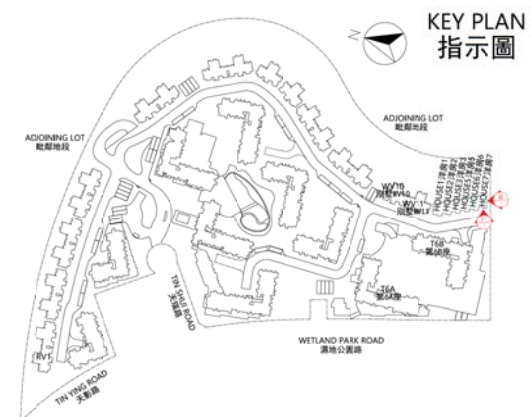 KEY PLAN
指示圖
N
ADJOINING LOT
毗鄰地段
ADJOINING LOT
毗鄰地段
HOUSE1 洋房1
HOUSE2 洋房2
HOUSE3 洋房3
HOUSE5 洋房5
HOUSE6 洋房6
HOUSE7 洋房7
WV10
別墅WV10
WV11
別墅WV11
T6B
第6B座
T6A
第6A座
TIN SHUI ROAD
WETLAND PARK ROAD
濕地公園路
RV1
TIN YING ROAD
天影路